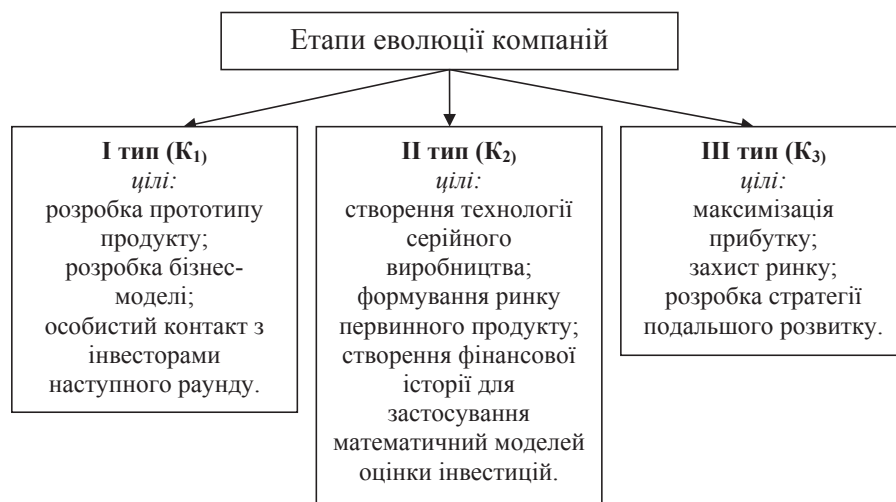 Етапи еволюції компаній
І тип (К₁)
цілі:
розробка прототипу
продукту;
розробка бізнес-
моделі;
особистий контакт з
інвесторами
наступного раунду.
ІІ тип (К₂)
цілі:
створення технології
серійного
виробництва;
формування ринку
первинного продукту;
створення фінансової
історії для
застосування
математичний моделей
оцінки інвестицій.
ІІІ тип (К₃)
цілі:
максимізація
прибутку;
захист ринку;
розробка стратегії
подальшого розвитку.